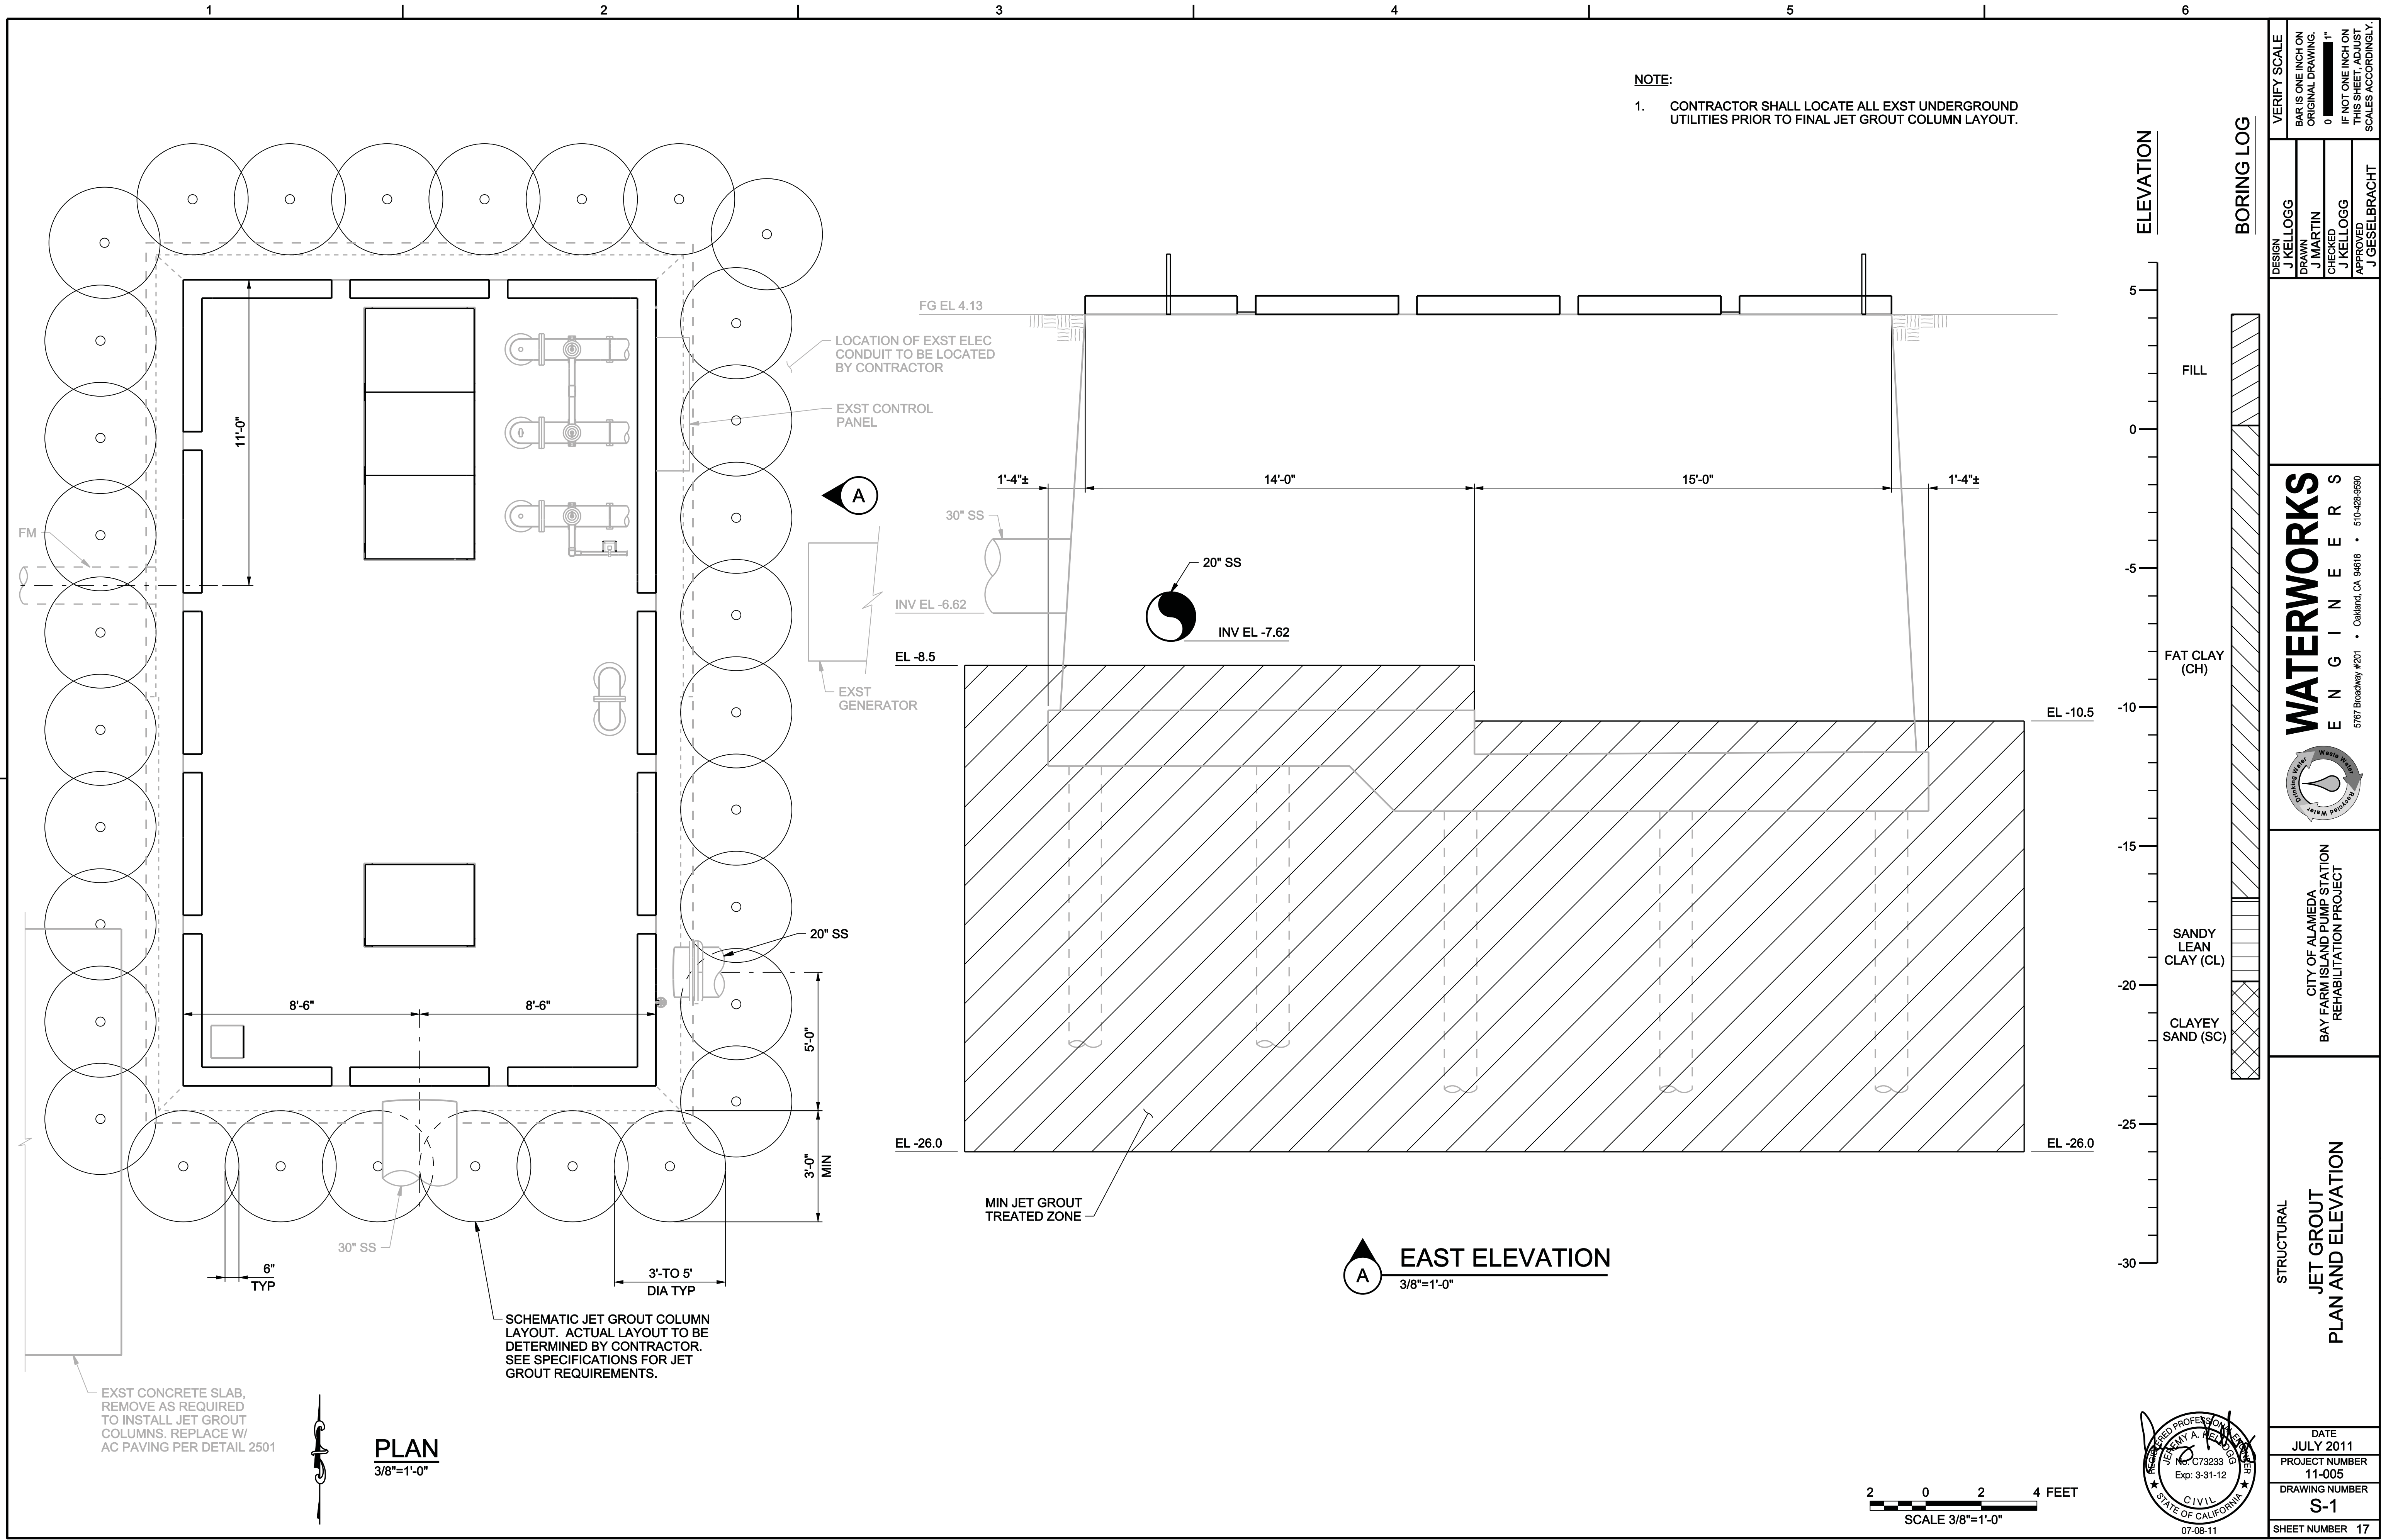 1
2
3
4
5
6
NOTE:
1. CONTRACTOR SHALL LOCATE ALL EXST UNDERGROUND
UTILITIES PRIOR TO FINAL JET GROUT COLUMN LAYOUT.
11'-0"
FM
LOCATION OF EXST ELEC
CONDUIT TO BE LOCATED
BY CONTRACTOR
EXST CONTROL
PANEL
A
EXST
GENERATOR
20" SS
8'-6"
8'-6"
5'-0"
3'-0"
MIN
30" SS
6"
TYP
3'-TO 5'
DIA TYP
SCHEMATIC JET GROUT COLUMN
LAYOUT. ACTUAL LAYOUT TO BE
DETERMINED BY CONTRACTOR.
SEE SPECIFICATIONS FOR JET
GROUT REQUIREMENTS.
EXST CONCRETE SLAB,
REMOVE AS REQUIRED
TO INSTALL JET GROUT
COLUMNS. REPLACE W/
AC PAVING PER DETAIL 2501
PLAN
3/8"=1'-0"
FG EL 4.13
1'-4"±
14'-0"
15'-0"
1'-4"±
30" SS
20" SS
INV EL -6.62
INV EL -7.62
EL -8.5
EL -10.5
EL -26.0
EL -26.0
MIN JET GROUT
TREATED ZONE
A
EAST ELEVATION
3/8"=1'-0"
ELEVATION
BORING LOG
5
0
-5
-10
-15
-20
-25
-30
FILL
FAT CLAY
(CH)
SANDY
LEAN
CLAY (CL)
CLAYEY
SAND (SC)
2 0 2 4 FEET
SCALE 3/8"=1'-0"
REGISTERED PROFESSIONAL ENGINEER
JEREMY A. KELLOGG
No. C73233
Exp: 3-31-12
CIVIL
STATE OF CALIFORNIA
07-08-11
VERIFY SCALE
BAR IS ONE INCH ON
ORIGINAL DRAWING.
0 1"
IF NOT ONE INCH ON
THIS SHEET, ADJUST
SCALES ACCORDINGLY.
DESIGN
J KELLOGG
DRAWN
J MARTIN
CHECKED
J KELLOGG
APPROVED
J GESELBRACHT
WATERWORKS
ENGINEERS
5767 Broadway #201 • Oakland, CA 94618 • 510-428-9590
Drinking Water
Waste Water
Recycled Water
CITY OF ALAMEDA
BAY FARM ISLAND PUMP STATION
REHABILITATION PROJECT
STRUCTURAL
JET GROUT
PLAN AND ELEVATION
DATE
JULY 2011
PROJECT NUMBER
11-005
DRAWING NUMBER
S-1
SHEET NUMBER 17